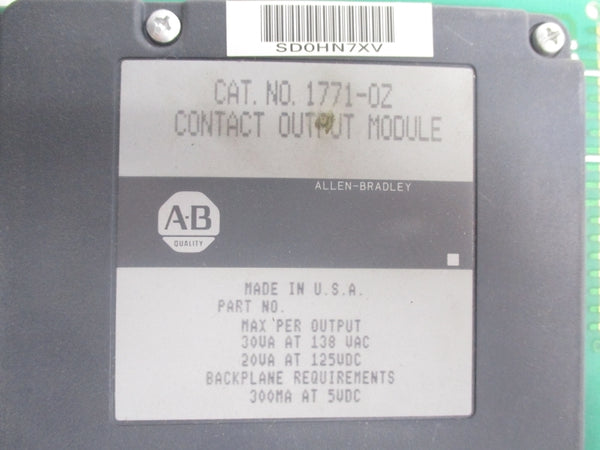 SD0HN7XV
CAT. NO. 1771-OZ
CONTACT OUTPUT MODULE
ALLEN-BRADLEY
A-B
QUALITY
MADE IN U.S.A.
PART NO.
MAX PER OUTPUT
30VA AT 138 VAC
20VA AT 125VDC
BACKPLANE REQUIREMENTS
300MA AT 5VDC